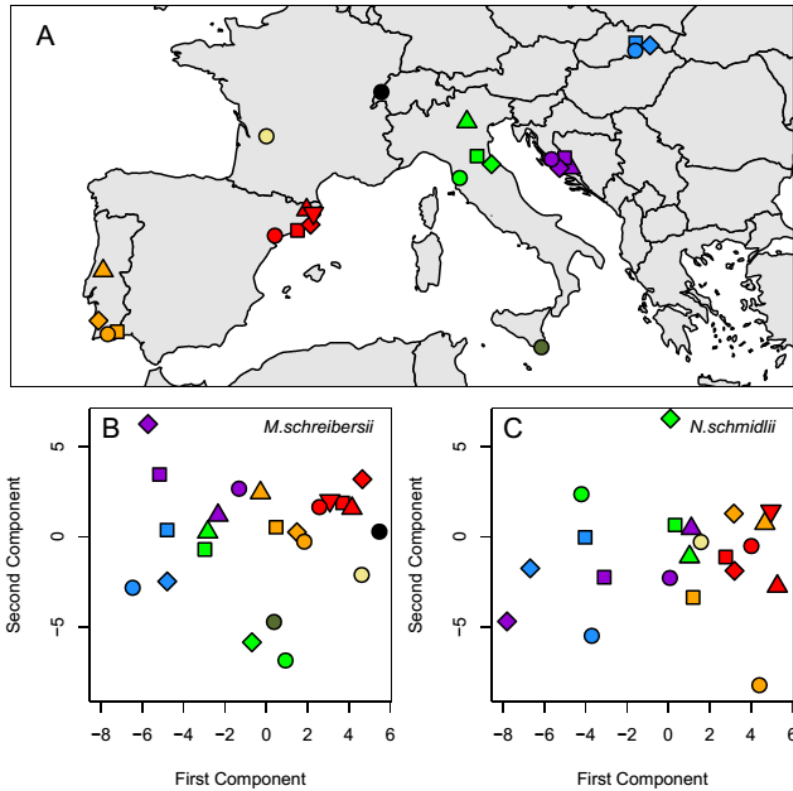 A
B
M.schreibersii
5
0
−5
Second Component
−8 −6 −4 −2 0 2 4 6
First Component
C
N.schmidlii
5
0
−5
Second Component
−8 −6 −4 −2 0 2 4 6
First Component